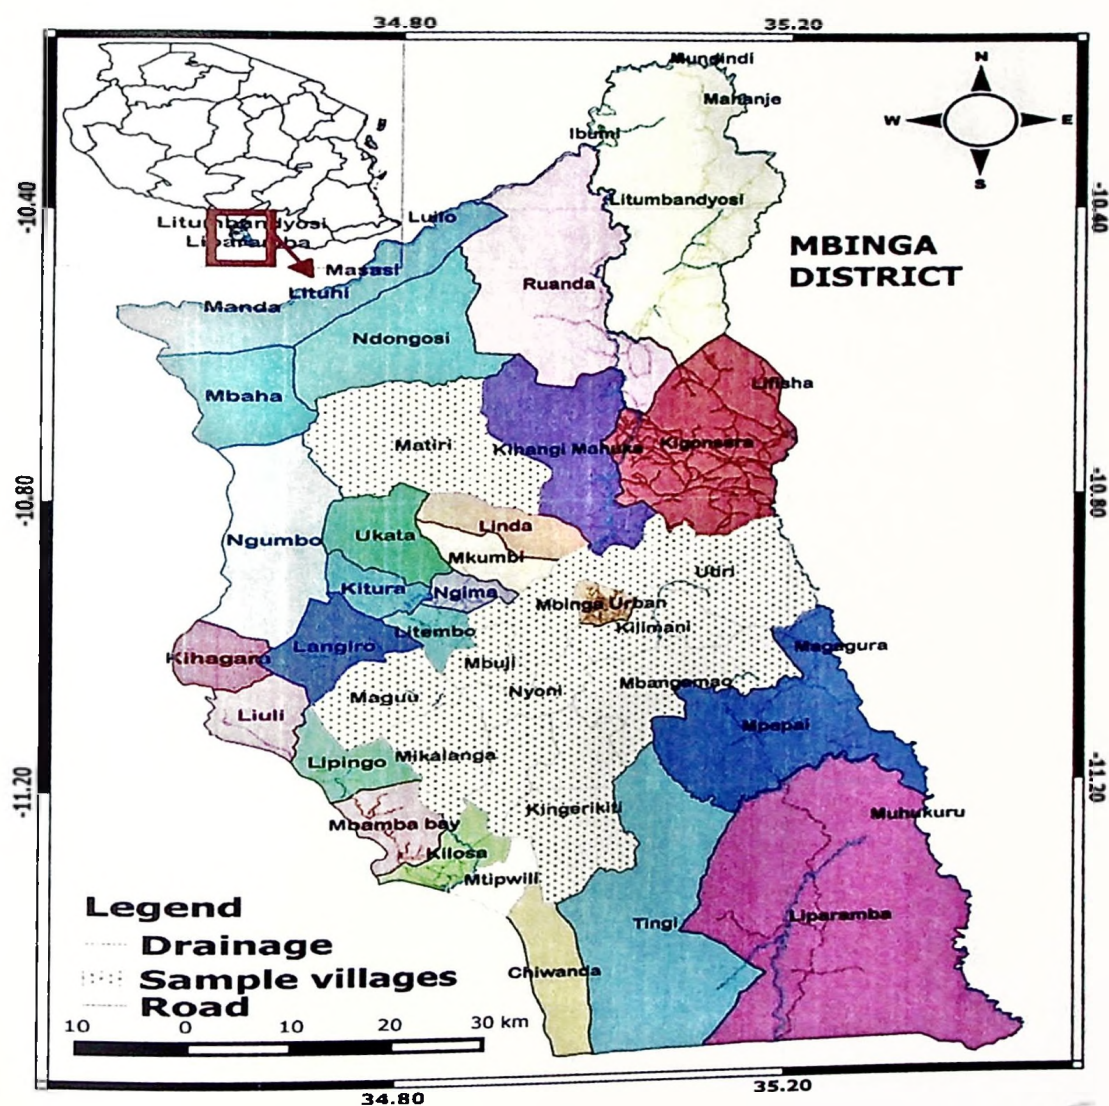 34.80
35.20
Mundindi
Mahanje
Ibumi
N
W
E
S
-10.40
-10.40
Litumbandyosi
Litumbandyosi
Liparamba
Luilo
Masasi
Lituhi
Manda
MBINGA
DISTRICT
Ruanda
Ndongosi
Mbaha
Matiri
Kihangi Mahuka
Kigonsera
-10.80
-10.80
Ngumbo
Ukata
Linda
Mkumbi
Utiri
Kitura
Ngima
Mbinga Urban
Kilimani
Litembo
Langiro
Kihagara
Mbuji
Magagura
Maguu
Nyoni
Mbangamao
Liuli
Mpepai
Lipingo
Mikalanga
-11.20
-11.20
Kingerikiti
Muhukuru
Mbamba bay
Kilosa
Mtipwili
Liparamba
Tingi
Chiwanda
Legend
Drainage
Sample villages
Road
10 0 10 20 30 km
34.80
35.20